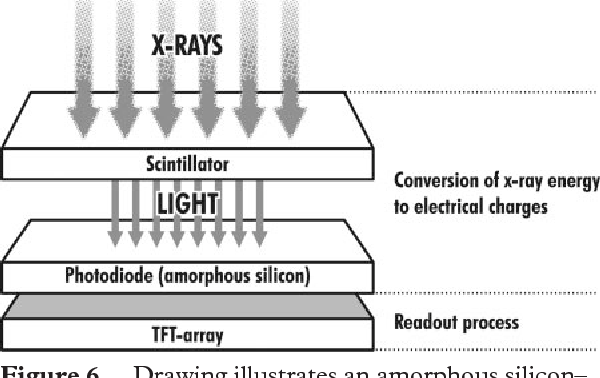 X-RAYS
Scintillator
LIGHT
Conversion of x-ray energy
to electrical charges
Photodiode (amorphous silicon)
Readout process
TFT-array
Figure 6. Drawing illustrates an amorphous silicon–